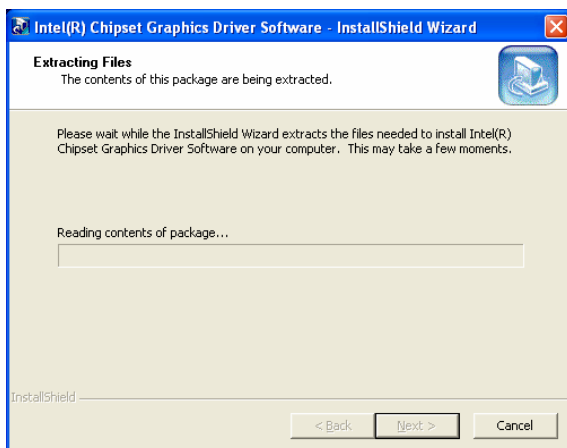 Intel(R) Chipset Graphics Driver Software - InstallShield Wizard
Extracting Files
The contents of this package are being extracted.
Please wait while the InstallShield Wizard extracts the files needed to install Intel(R)
Chipset Graphics Driver Software on your computer.  This may take a few moments.
Reading contents of package...
InstallShield
< Back
Next >
Cancel